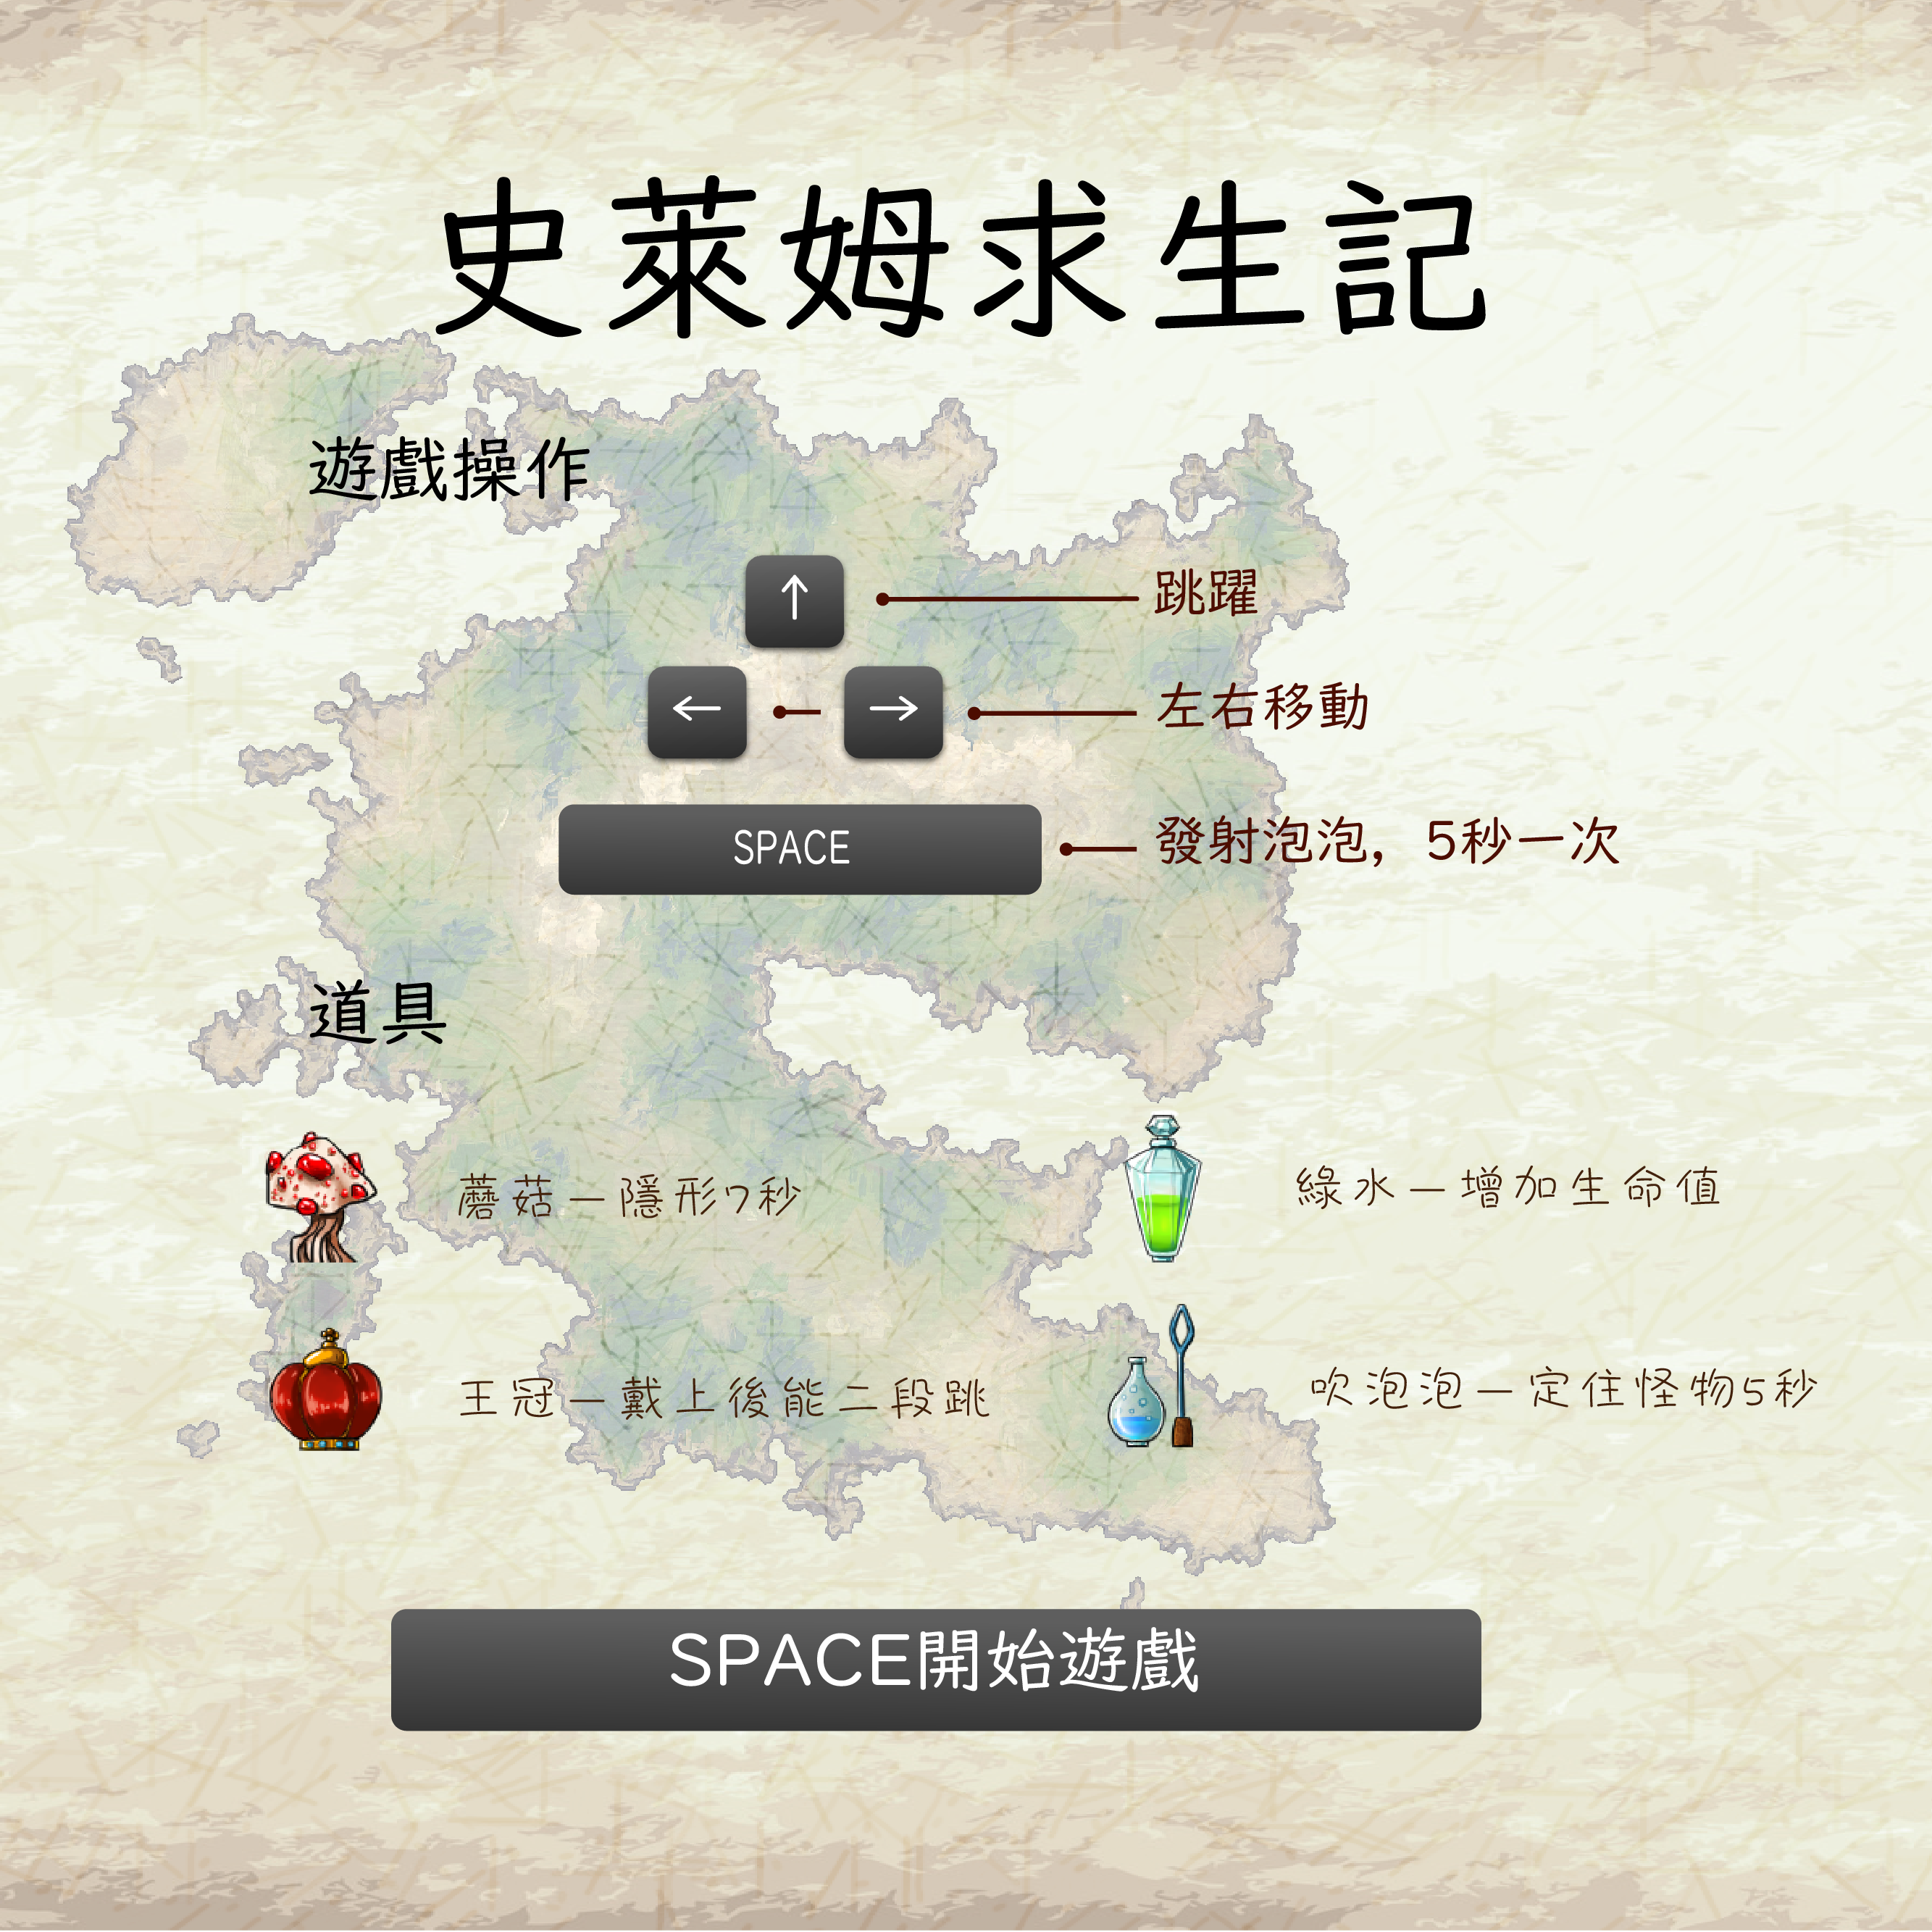 史萊姆求生記
遊戲操作
↑
跳躍
←
→
左右移動
SPACE
發射泡泡，5秒一次
道具
蘑菇－隱形7秒
綠水－增加生命值
王冠－戴上後能二段跳
吹泡泡－定住怪物5秒
SPACE開始遊戲